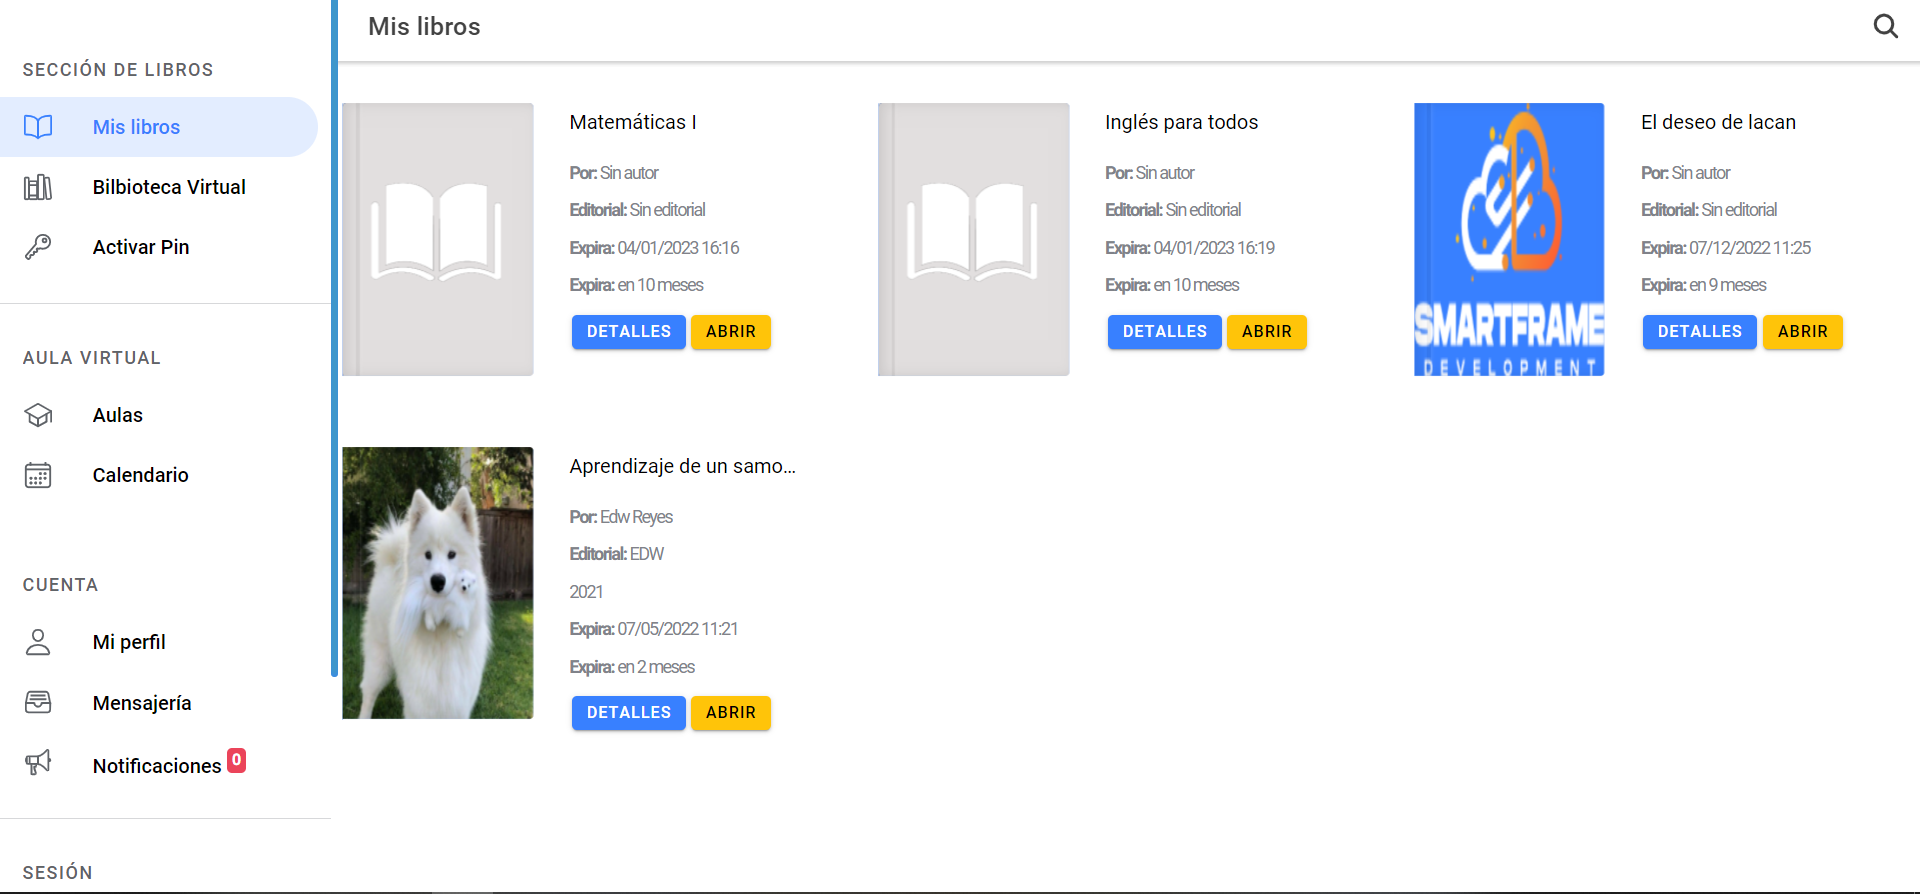 SECCIÓN DE LIBROS
Mis libros
Bilbioteca Virtual
Activar Pin
AULA VIRTUAL
Aulas
Calendario
CUENTA
Mi perfil
Mensajería
Notificaciones 0
SESIÓN
Mis libros
Matemáticas I
Por: Sin autor
Editorial: Sin editorial
Expira: 04/01/2023 16:16
Expira: en 10 meses
DETALLES ABRIR
Inglés para todos
Por: Sin autor
Editorial: Sin editorial
Expira: 04/01/2023 16:19
Expira: en 10 meses
DETALLES ABRIR
SMARTFRAME
DEVELOPMENT
El deseo de lacan
Por: Sin autor
Editorial: Sin editorial
Expira: 07/12/2022 11:25
Expira: en 9 meses
DETALLES ABRIR
Aprendizaje de un samo...
Por: Edw Reyes
Editorial: EDW
2021
Expira: 07/05/2022 11:21
Expira: en 2 meses
DETALLES ABRIR